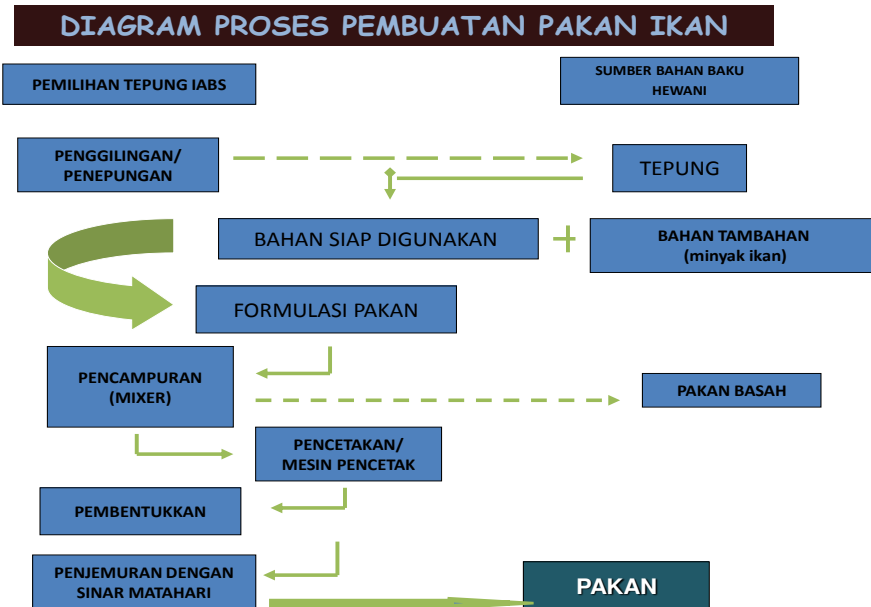 DIAGRAM PROSES PEMBUATAN PAKAN IKAN
PEMILIHAN TEPUNG IABS
SUMBER BAHAN BAKU
HEWANI
PENGGILINGAN/
PENEPUNGAN
TEPUNG
BAHAN SIAP DIGUNAKAN
BAHAN TAMBAHAN
(minyak ikan)
FORMULASI PAKAN
PENCAMPURAN
(MIXER)
PAKAN BASAH
PENCETAKAN/
MESIN PENCETAK
PEMBENTUKKAN
PENJEMURAN DENGAN
SINAR MATAHARI
PAKAN